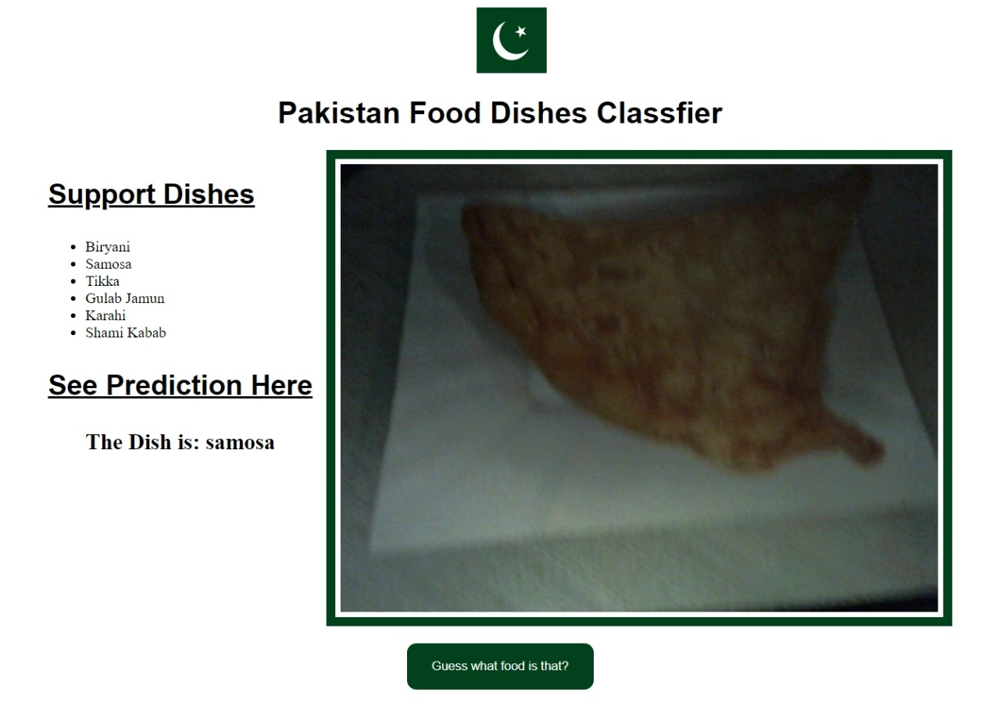 Pakistan Food Dishes Classfier
Support Dishes
Biryani
Samosa
Tikka
Gulab Jamun
Karahi
Shami Kabab
See Prediction Here
The Dish is: samosa
Guess what food is that?